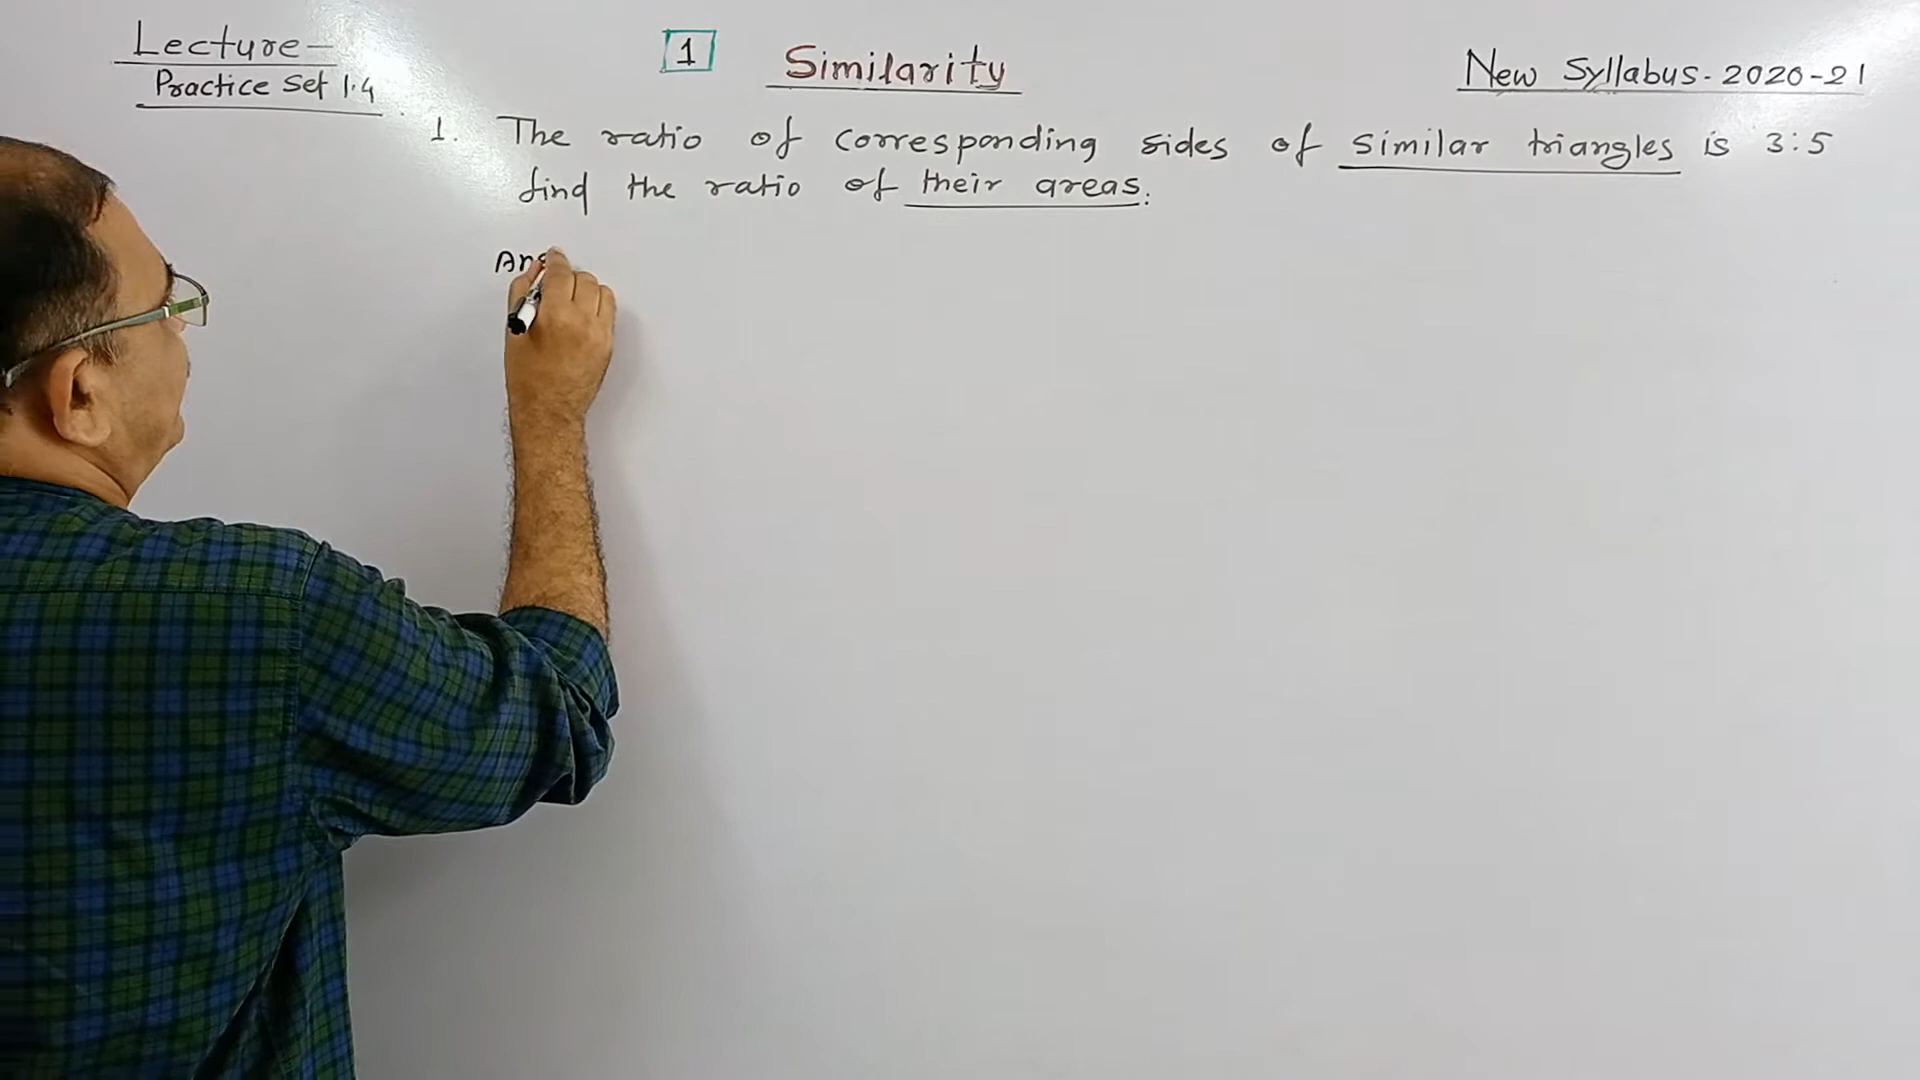 Lecture-
Practice Set 1.4
1
Similarity
New Syllabus. 2020-21
1. The ratio of corresponding sides of similar triangles is 3:5
find the ratio of their areas.
Ans